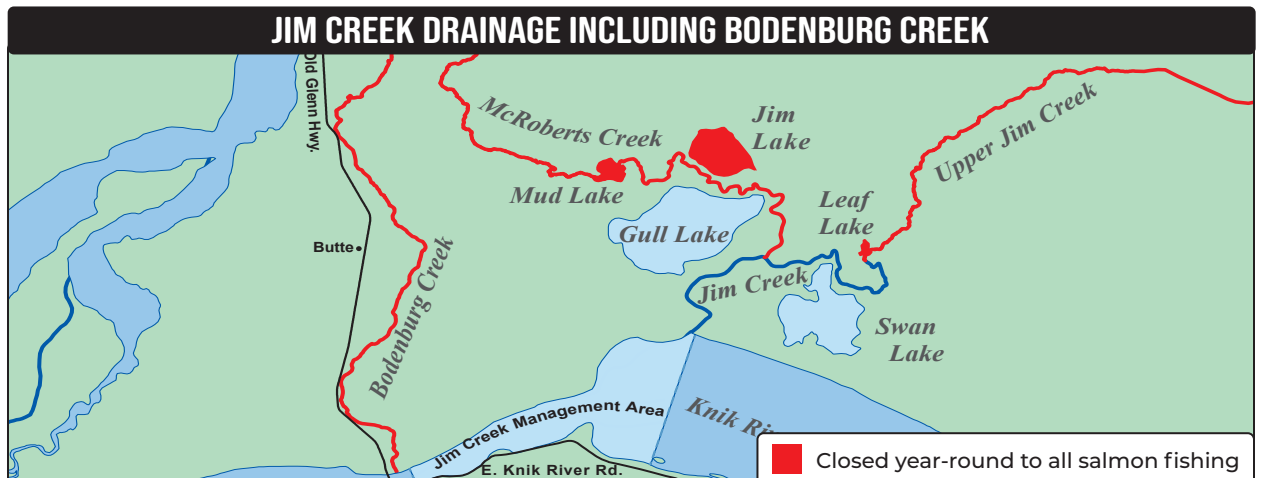 JIM CREEK DRAINAGE INCLUDING BODENBURG CREEK
Old Glenn Hwy.
McRoberts Creek
Jim
Lake
Upper Jim Creek
Mud Lake
Leaf
Lake
Gull Lake
Butte
Bodenburg Creek
Jim Creek
Swan
Lake
Jim Creek Management Area
Knik
E. Knik River Rd.
Closed year-round to all salmon fishing